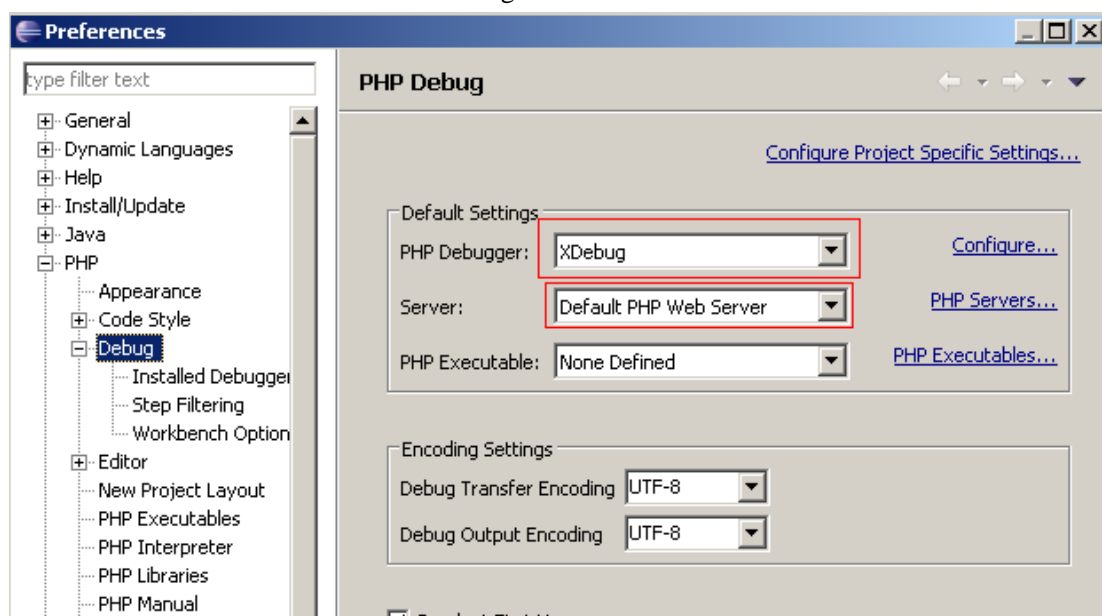 Preferences
type filter text
General
Dynamic Languages
Help
Install/Update
Java
PHP
Appearance
Code Style
Debug
Installed Debugger
Step Filtering
Workbench Option
Editor
New Project Layout
PHP Executables
PHP Interpreter
PHP Libraries
PHP Manual
PHP Debug
Configure Project Specific Settings...
Default Settings
PHP Debugger: XDebug Configure...
Server: Default PHP Web Server PHP Servers...
PHP Executable: None Defined PHP Executables...
Encoding Settings
Debug Transfer Encoding UTF-8
Debug Output Encoding UTF-8